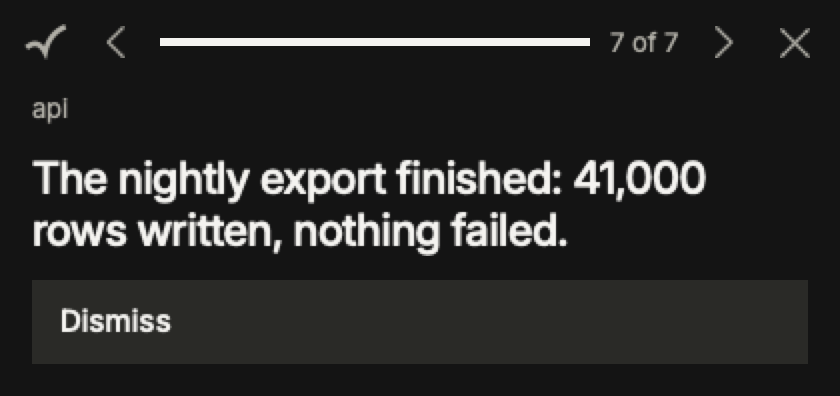 7 of 7
api
The nightly export finished: 41,000
rows written, nothing failed.
Dismiss